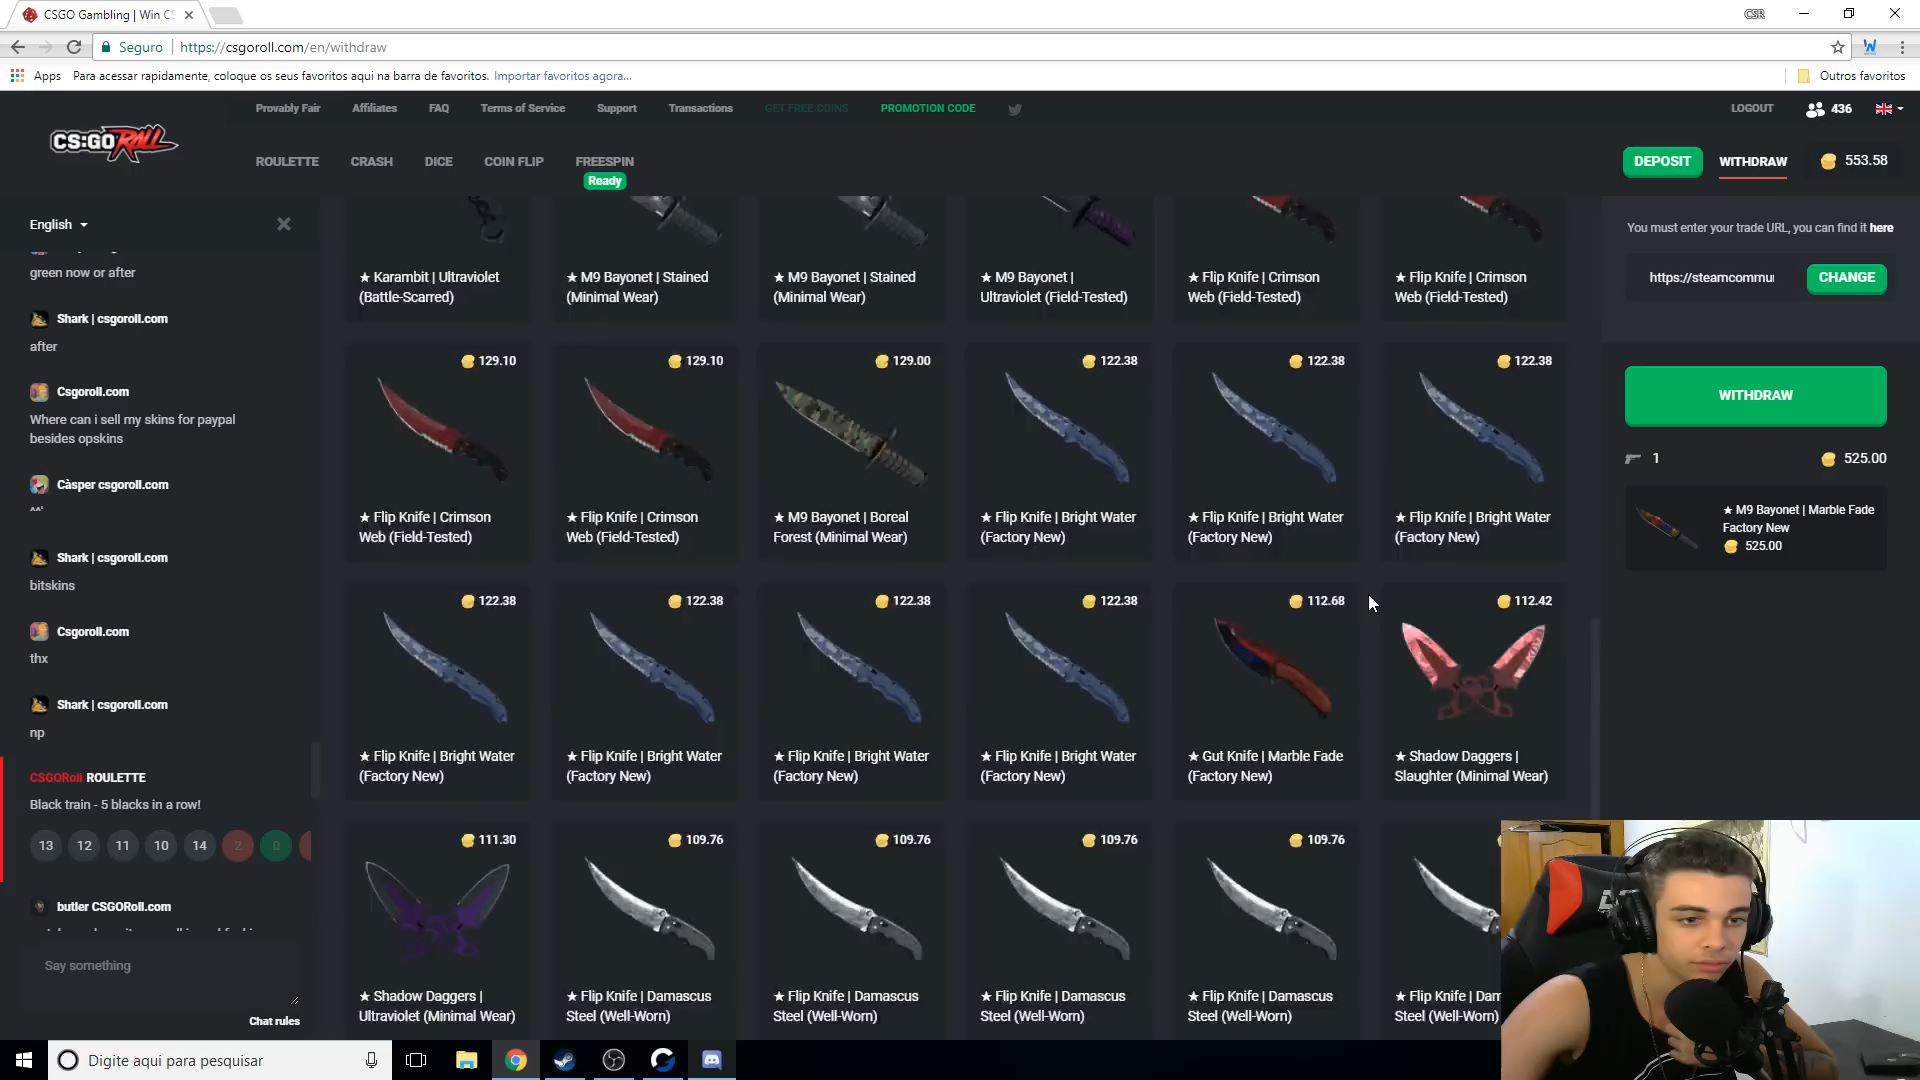 CSGO Gambling | Win CS
CSR
Seguro
https://csgoroll.com/en/withdraw
Apps
Para acessar rapidamente, coloque os seus favoritos aqui na barra de favoritos. Importar favoritos agora...
Outros favoritos
Provably Fair
Affiliates
FAQ
Terms of Service
Support
Transactions
GET FREE COINS
PROMOTION CODE
LOGOUT
436
CS:GO ROLL
ROULETTE
CRASH
DICE
COIN FLIP
FREESPIN
Ready
DEPOSIT
WITHDRAW
553.58
English
green now or after
Shark | csgoroll.com
after
Csgoroll.com
Where can i sell my skins for paypal
besides opskins
Càsper csgoroll.com
^^'
Shark | csgoroll.com
bitskins
Csgoroll.com
thx
Shark | csgoroll.com
np
CSGORoll ROULETTE
Black train - 5 blacks in a row!
13 12 11 10 14 2 0
butler CSGORoll.com
Say something
Chat rules
★ Karambit | Ultraviolet
(Battle-Scarred)
★ M9 Bayonet | Stained
(Minimal Wear)
★ M9 Bayonet | Stained
(Minimal Wear)
★ M9 Bayonet |
Ultraviolet (Field-Tested)
★ Flip Knife | Crimson
Web (Field-Tested)
★ Flip Knife | Crimson
Web (Field-Tested)
129.10
★ Flip Knife | Crimson
Web (Field-Tested)
129.10
★ Flip Knife | Crimson
Web (Field-Tested)
129.00
★ M9 Bayonet | Boreal
Forest (Minimal Wear)
122.38
★ Flip Knife | Bright Water
(Factory New)
122.38
★ Flip Knife | Bright Water
(Factory New)
122.38
★ Flip Knife | Bright Water
(Factory New)
122.38
★ Flip Knife | Bright Water
(Factory New)
122.38
★ Flip Knife | Bright Water
(Factory New)
122.38
★ Flip Knife | Bright Water
(Factory New)
122.38
★ Flip Knife | Bright Water
(Factory New)
112.68
★ Gut Knife | Marble Fade
(Factory New)
112.42
★ Shadow Daggers |
Slaughter (Minimal Wear)
111.30
★ Shadow Daggers |
Ultraviolet (Minimal Wear)
109.76
★ Flip Knife | Damascus
Steel (Well-Worn)
109.76
★ Flip Knife | Damascus
Steel (Well-Worn)
109.76
★ Flip Knife | Damascus
Steel (Well-Worn)
109.76
★ Flip Knife | Damascus
Steel (Well-Worn)
★ Flip Knife | Dam
Steel (Well-Worn)
You must enter your trade URL, you can find it here
https://steamcommu
CHANGE
WITHDRAW
1
525.00
★ M9 Bayonet | Marble Fade
Factory New
525.00
Digite aqui para pesquisar